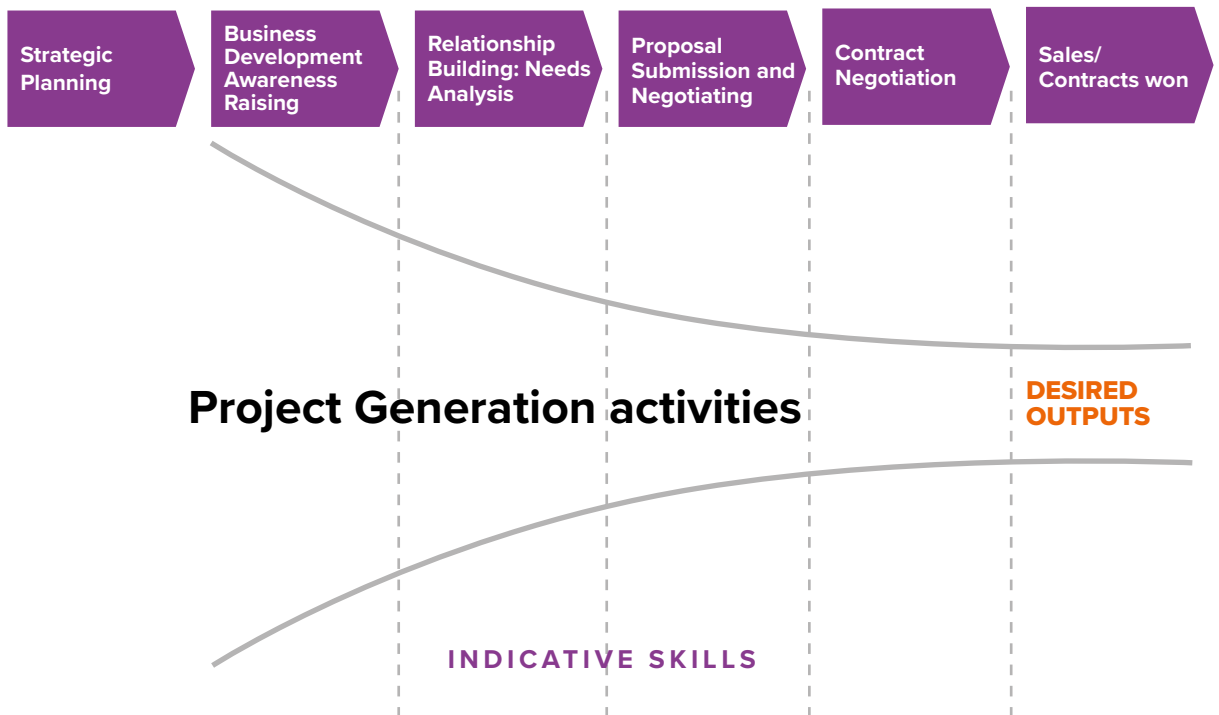 Strategic
Planning
Business
Development
Awareness
Raising
Relationship
Building: Needs
Analysis
Proposal
Submission and
Negotiating
Contract
Negotiation
Sales/
Contracts won
Project Generation activities
DESIRED
OUTPUTS
INDICATIVE SKILLS